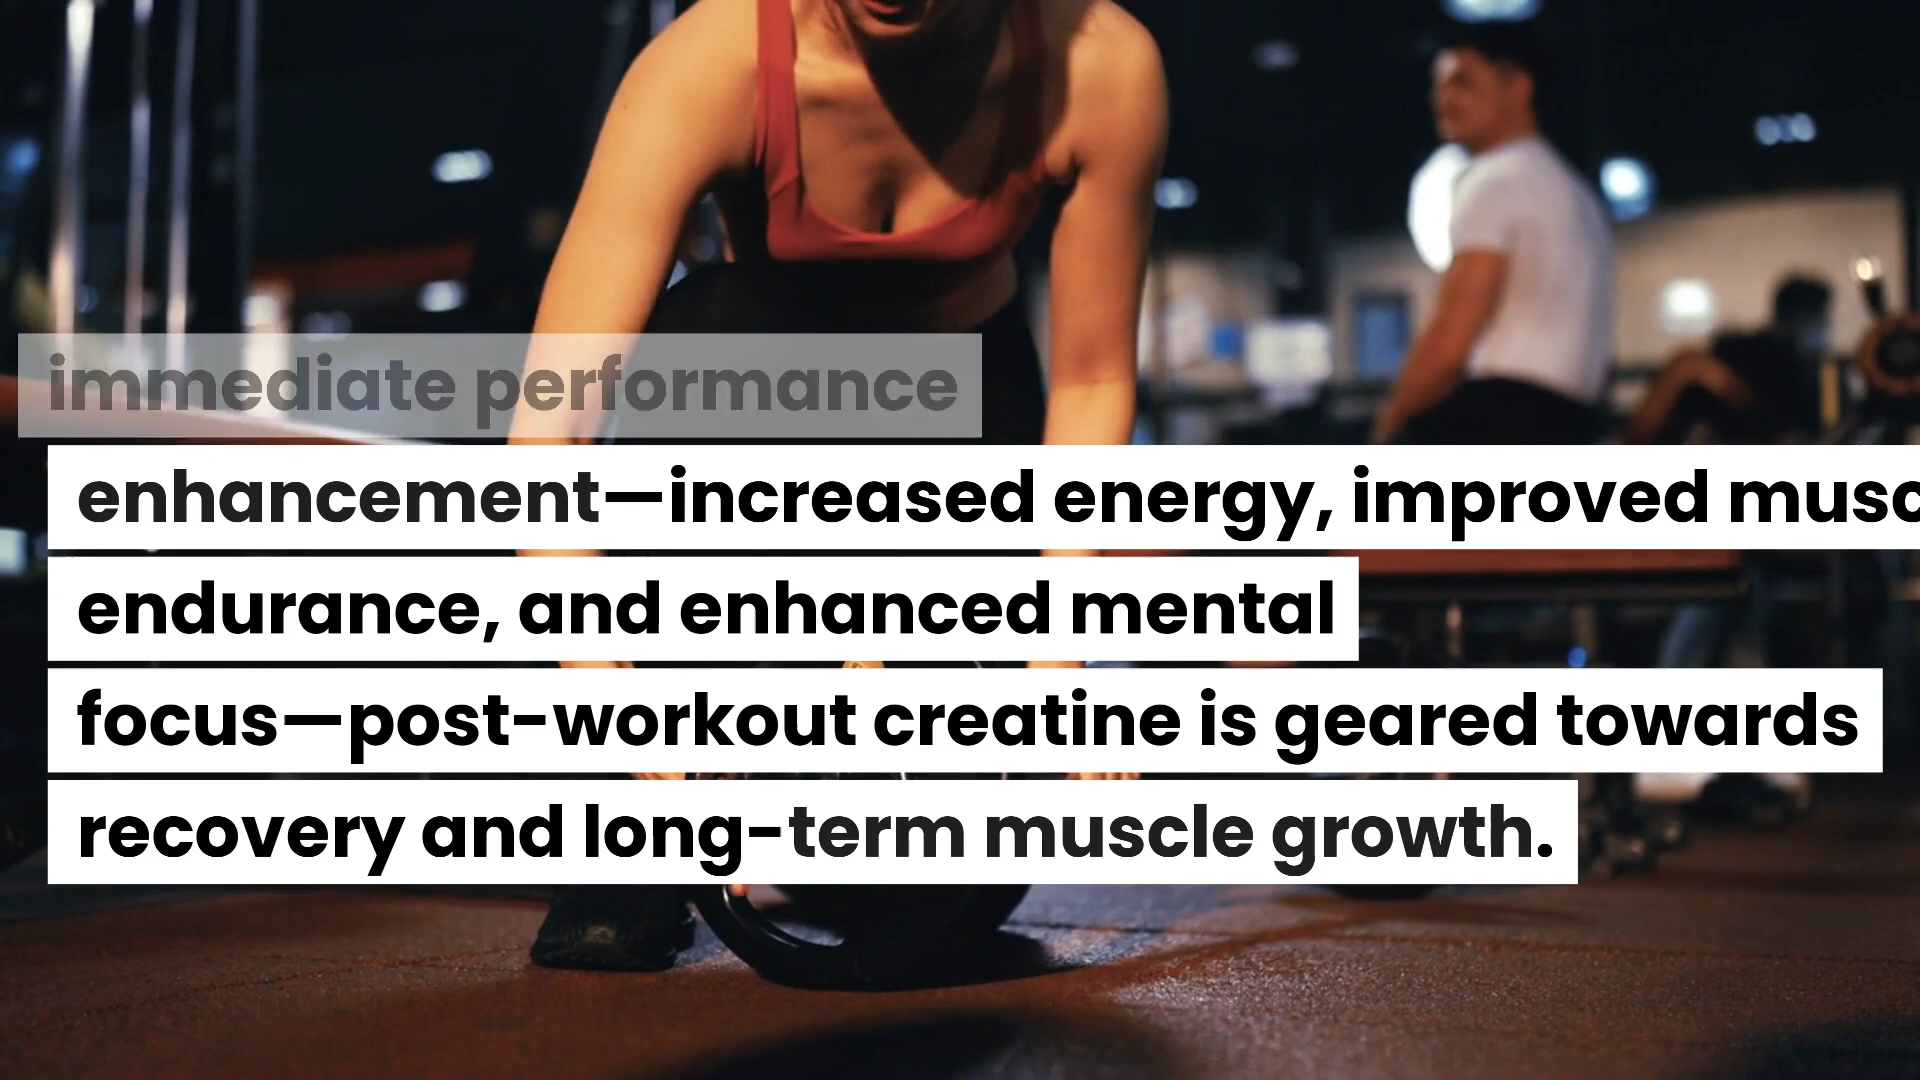 immediate performance
enhancement—increased energy, improved musc
endurance, and enhanced mental
focus—post-workout creatine is geared towards
recovery and long-term muscle growth.